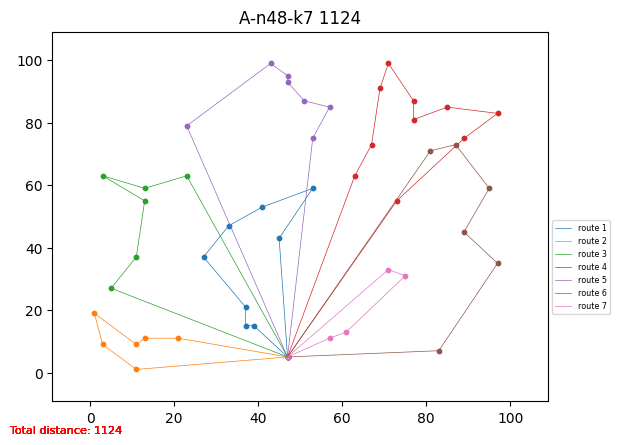 A-n48-k7 1124
100
80
60
40
20
0
0 20 40 60 80 100
route 1
route 2
route 3
route 4
route 5
route 6
route 7
Total distance: 1124